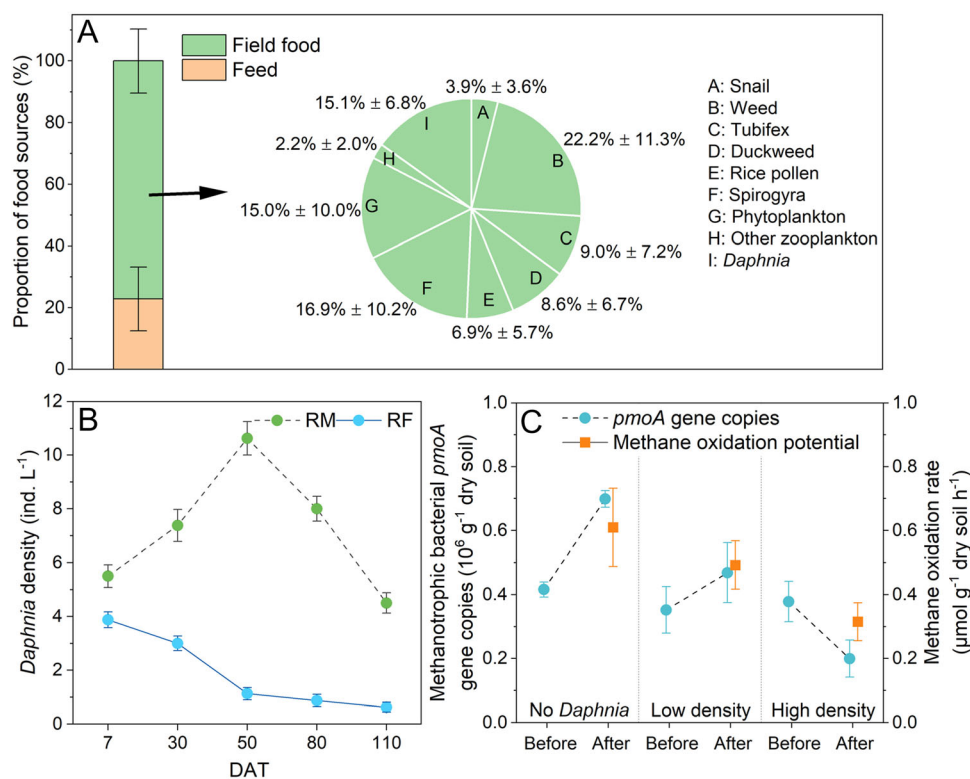 A
Field food
Feed
Proportion of food sources (%)
100
80
60
40
20
0
3.9% ± 3.6%
22.2% ± 11.3%
9.0% ± 7.2%
8.6% ± 6.7%
6.9% ± 5.7%
16.9% ± 10.2%
15.0% ± 10.0%
2.2% ± 2.0%
15.1% ± 6.8%
A
B
C
D
E
F
G
H
I
A: Snail
B: Weed
C: Tubifex
D: Duckweed
E: Rice pollen
F: Spirogyra
G: Phytoplankton
H: Other zooplankton
I: Daphnia
B
RM
RF
Daphnia density (ind. L⁻¹)
12
10
8
6
4
2
0
7
30
50
80
110
DAT
C
pmoA gene copies
Methane oxidation potential
Methanotrophic bacterial pmoA
gene copies (10⁶ g⁻¹ dry soil)
1.0
0.8
0.6
0.4
0.2
0.0
No Daphnia
Low density
High density
Before
After
Before
After
Before
After
1.0
0.8
0.6
0.4
0.2
0.0
Methane oxidation rate
(μmol g⁻¹ dry soil h⁻¹)